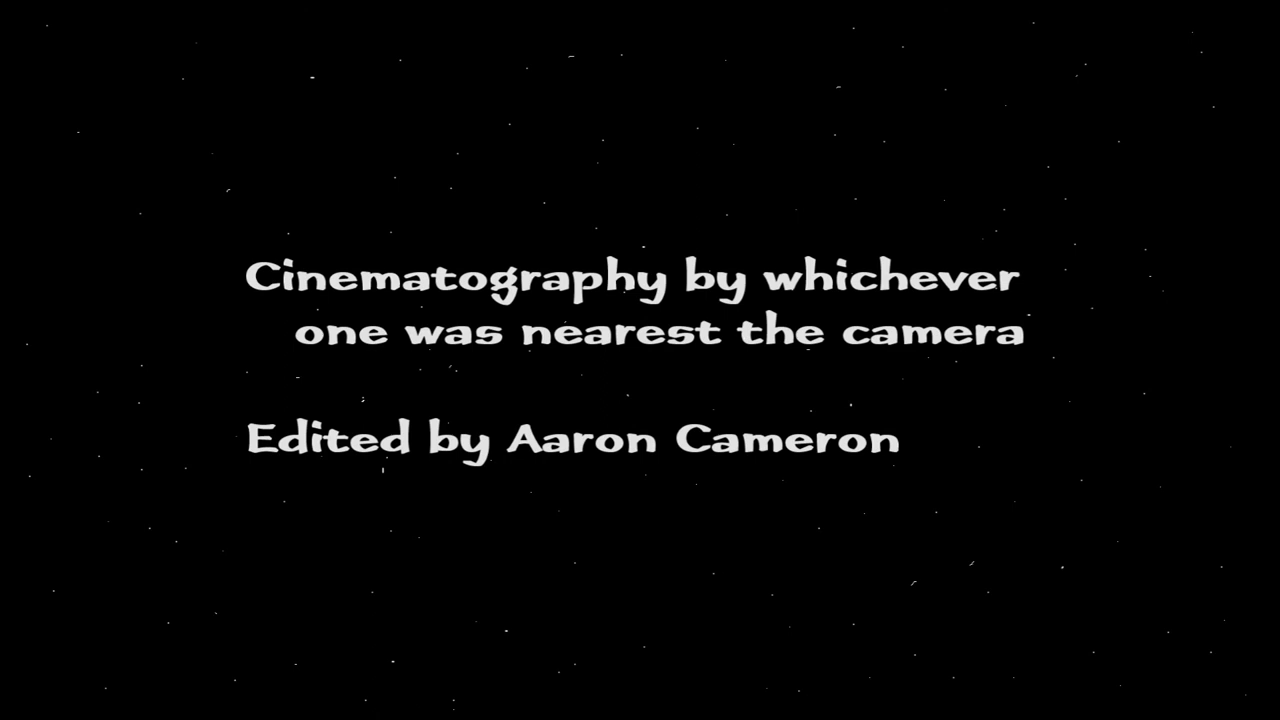 Cinematography by whichever
one was nearest the camera
Edited by Aaron Cameron